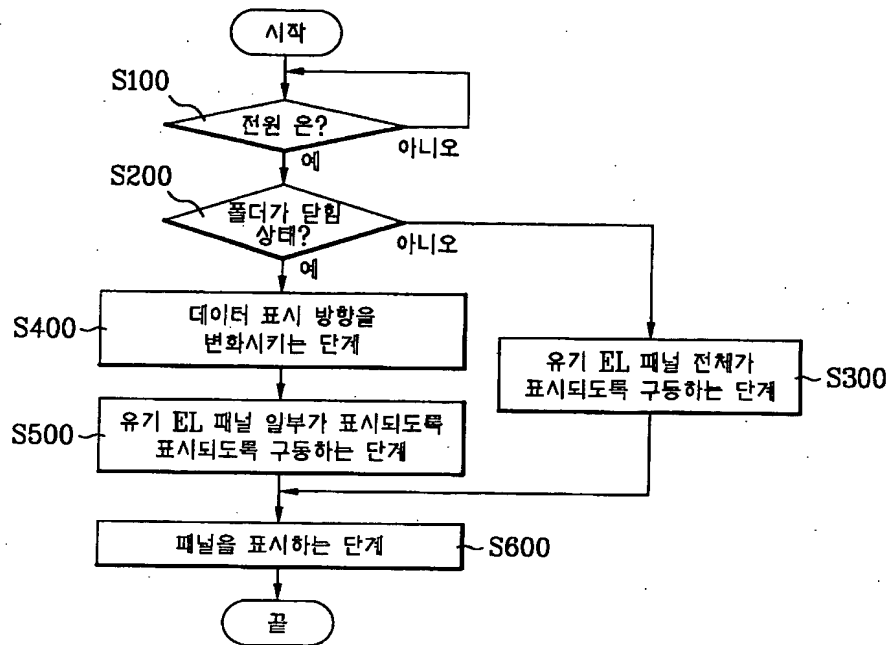 시작
S100
전원 온?
아니오
예
S200
폴더가 닫힘
상태?
아니오
예
S400
데이터 표시 방향을
변화시키는 단계
유기 EL 패널 전체가
표시되도록 구동하는 단계
S300
S500
유기 EL 패널 일부가 표시되도록
표시되도록 구동하는 단계
패널을 표시하는 단계
S600
끝